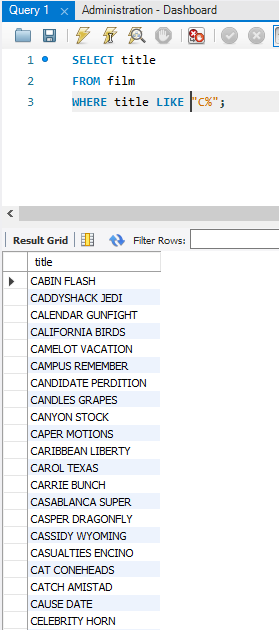 Query 1 Administration - Dashboard
1 SELECT title
2 FROM film
3 WHERE title LIKE "C%";
Result Grid Filter Rows:
title
CABIN FLASH
CADDYSHACK JEDI
CALENDAR GUNFIGHT
CALIFORNIA BIRDS
CAMELOT VACATION
CAMPUS REMEMBER
CANDIDATE PERDITION
CANDLES GRAPES
CANYON STOCK
CAPER MOTIONS
CARIBBEAN LIBERTY
CAROL TEXAS
CARRIE BUNCH
CASABLANCA SUPER
CASPER DRAGONFLY
CASSIDY WYOMING
CASUALTIES ENCINO
CAT CONEHEADS
CATCH AMISTAD
CAUSE DATE
CELEBRITY HORN